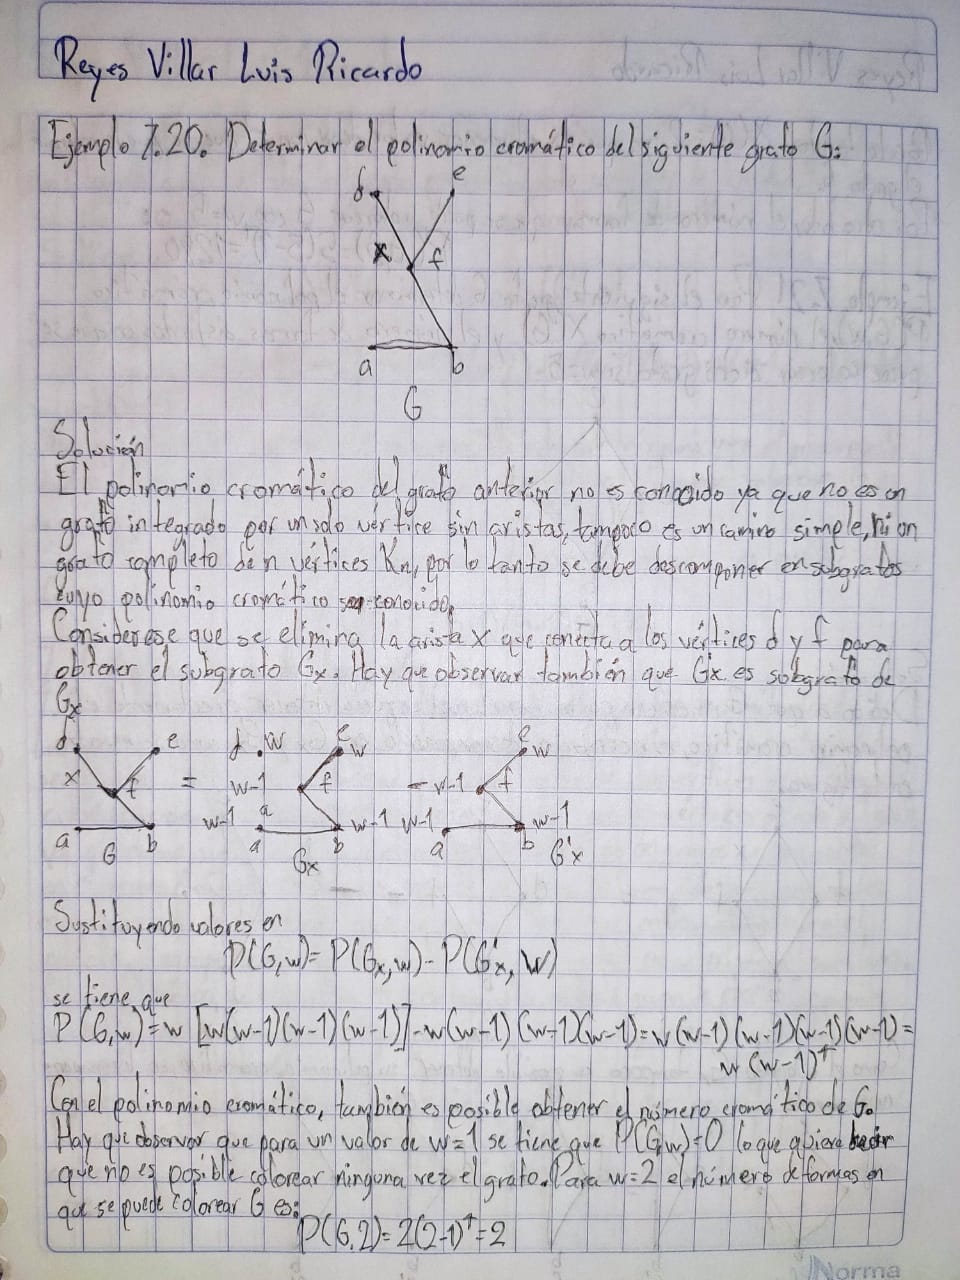 Reyes Villar Luis Ricardo
Ejemplo 7.20. Determinar el polinomio cromático del siguiente grafo G:
d e
x f
a b
G
Solución
El polinomio cromático del grafo anterior no es conocido ya que no es un
grafo integrado por un solo vértice sin aristas, tampoco es un camino simple, ni un
grafo completo de n vértices Kn, por lo tanto se debe descomponer en subgrafos
cuyo polinomio cromático sea conocido.
Considerese que se elimina la arista x que conecta a los vértices d y f para
obtener el subgrafo Gx. Hay que observar también que G'x es subgrafo de
Gx
d e d . w e w e w
x f = w-1 f - w-1 f
w-1 a w-1 w-1 w-1
a b a b a b
G Gx G'x
Sustituyendo valores en
P(G,w)= P(Gx,w)- P(G'x, w)
se tiene que
P(G,w)=w [w(w-1)(w-1)(w-1)]-w(w-1)(w-1)(w-1)=w(w-1)(w-1)(w-1)(w-1)=
w(w-1)⁴
Con el polinomio cromático, también es posible obtener el número cromático de G.
Hay que observar que para un valor de w=1 se tiene que P(G,w)=0 lo que quiere decir
que no es posible colorear ninguna vez el grafo. Para w=2 el número de formas en
que se puede colorear G es:
P(G,2)=2(2-1)⁴=2
Norma